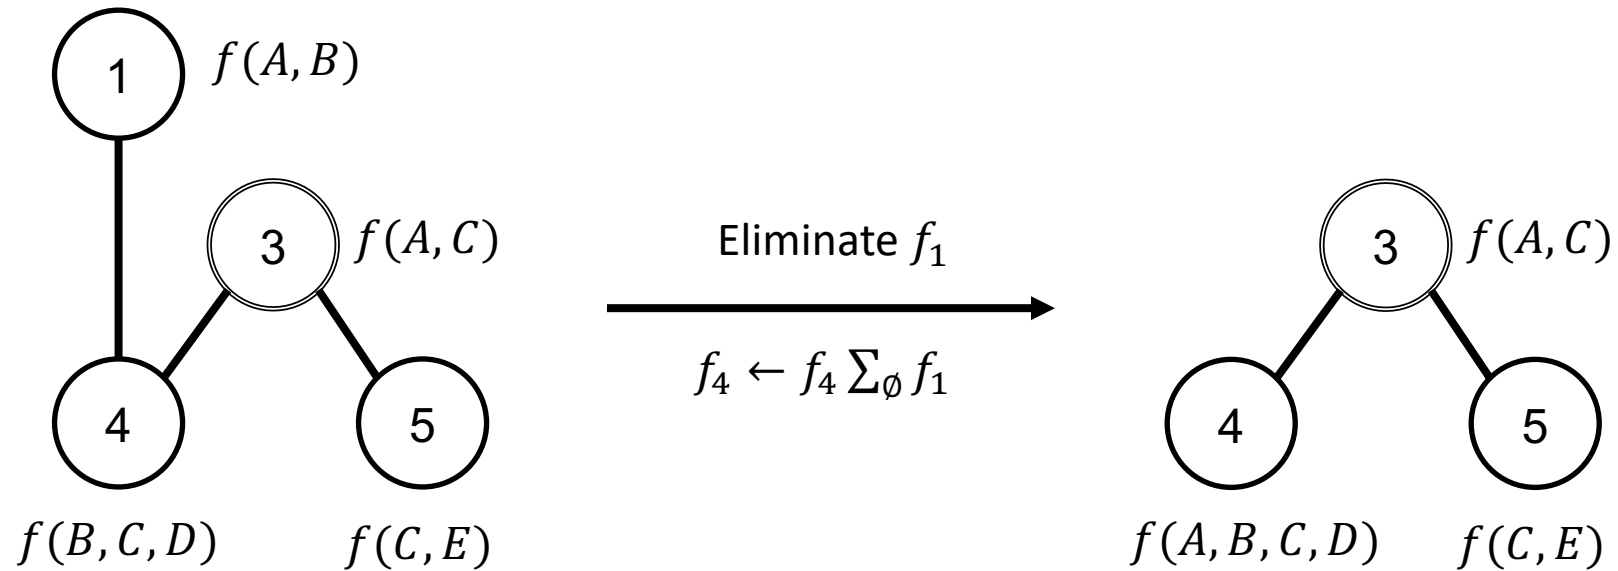 1
f(A, B)
3
f(A, C)
4
5
f(B, C, D)
f(C, E)
Eliminate f₁
f₄ ← f₄ ∑_∅ f₁
3
f(A, C)
4
5
f(A, B, C, D)
f(C, E)